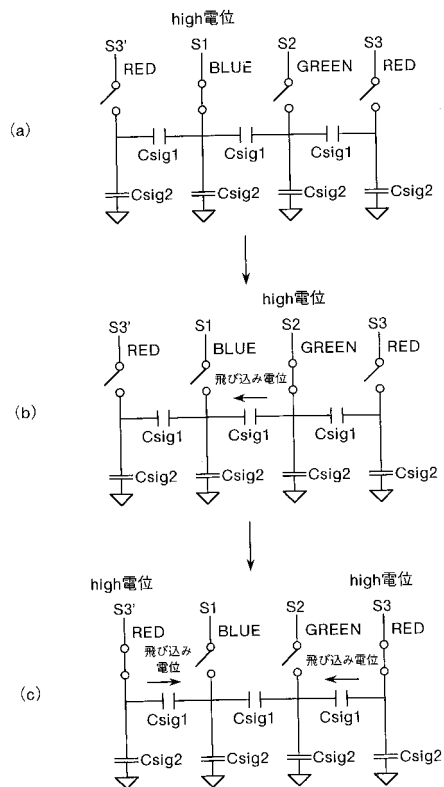 high電位
S3' S1 S2 S3
RED BLUE GREEN RED
(a)
Csig1 Csig1 Csig1
Csig2 Csig2 Csig2 Csig2
high電位
S3' S1 S2 S3
RED BLUE GREEN RED
飛び込み電位
(b)
Csig1 Csig1 Csig1
Csig2 Csig2 Csig2 Csig2
high電位 high電位
S3' S1 S2 S3
RED BLUE GREEN RED
飛び込み
電位
飛び込み電位
(c)
Csig1 Csig1 Csig1
Csig2 Csig2 Csig2 Csig2